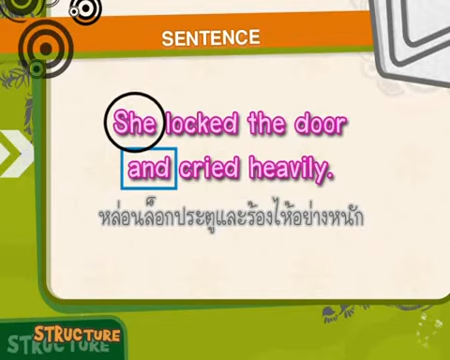 SENTENCE
She locked the door
and cried heavily.
หล่อนล็อกประตูและร้องไห้อย่างหนัก
STRUCTURE
STRUCTURE